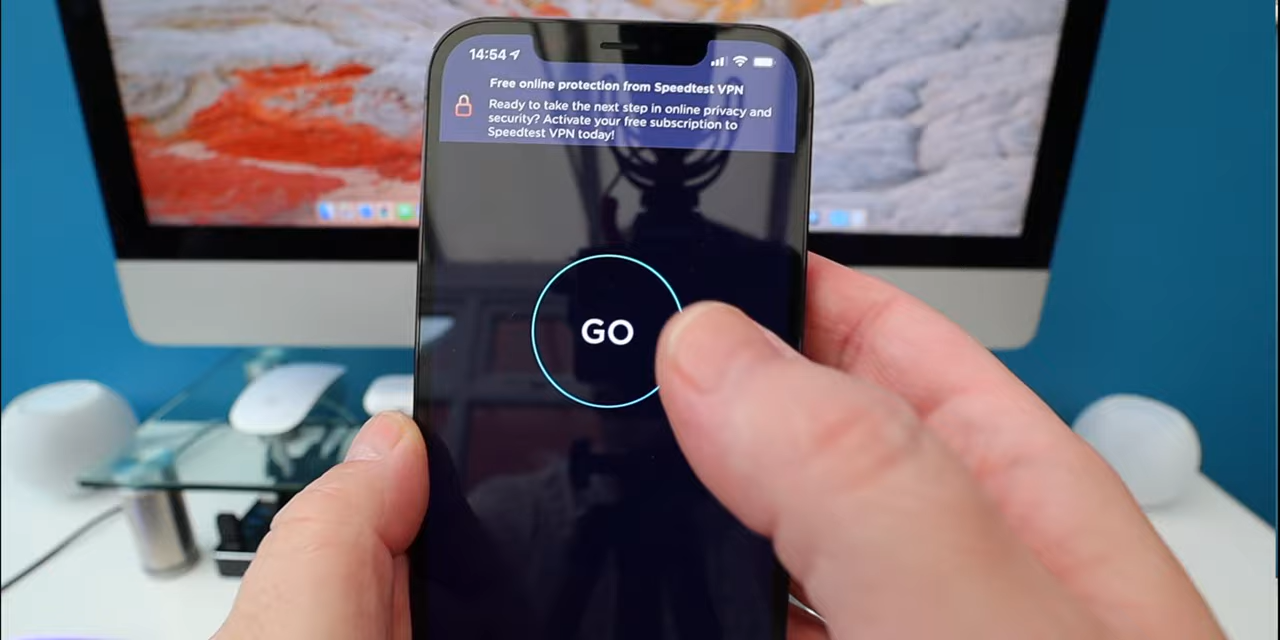 14:54
Free online protection from Speedtest VPN
Ready to take the next step in online privacy and
security? Activate your free subscription to
Speedtest VPN today!
GO